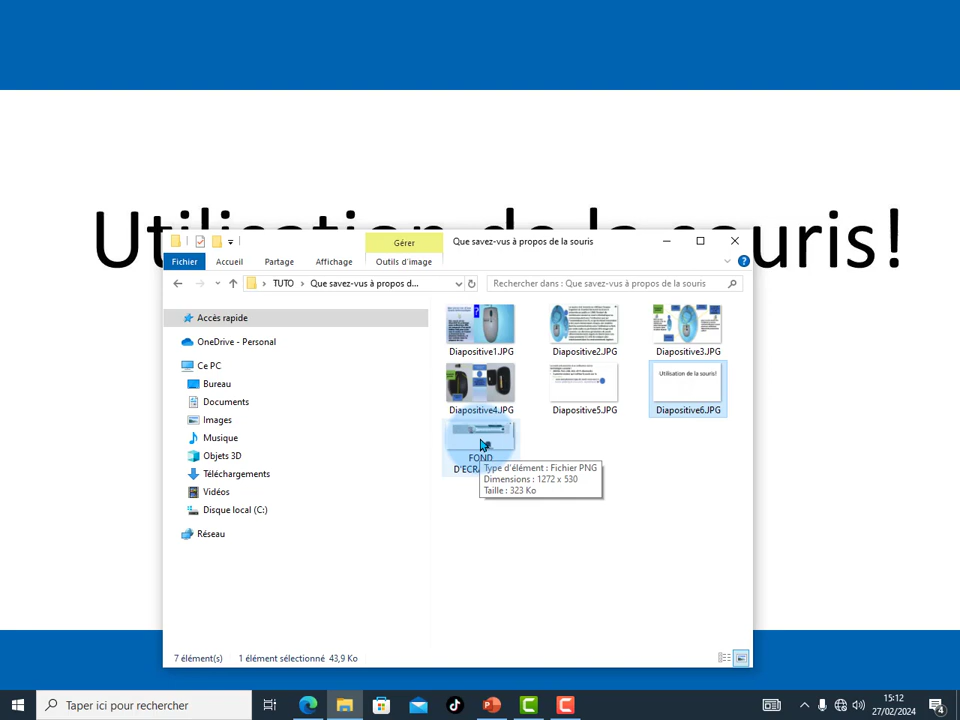 Utilisation de la souris!
Gérer
Que savez-vous à propos de la souris
Fichier
Accueil
Partage
Affichage
Outils d'image
TUTO
Que savez-vous à propos d...
Rechercher dans : Que savez-vous à propos de la souris
Accès rapide
OneDrive - Personal
Ce PC
Bureau
Documents
Images
Musique
Objets 3D
Téléchargements
Vidéos
Disque local (C:)
Réseau
Diapositive1.JPG
Diapositive2.JPG
Diapositive3.JPG
Utilisation de la souris!
Diapositive4.JPG
Diapositive5.JPG
Diapositive6.JPG
FOND
D'ECRA
Type d'élément : Fichier PNG
Dimensions : 1272 x 530
Taille : 323 Ko
7 élément(s)
1 élément sélectionné 43,9 Ko
Taper ici pour rechercher
15:12
27/02/2024
4